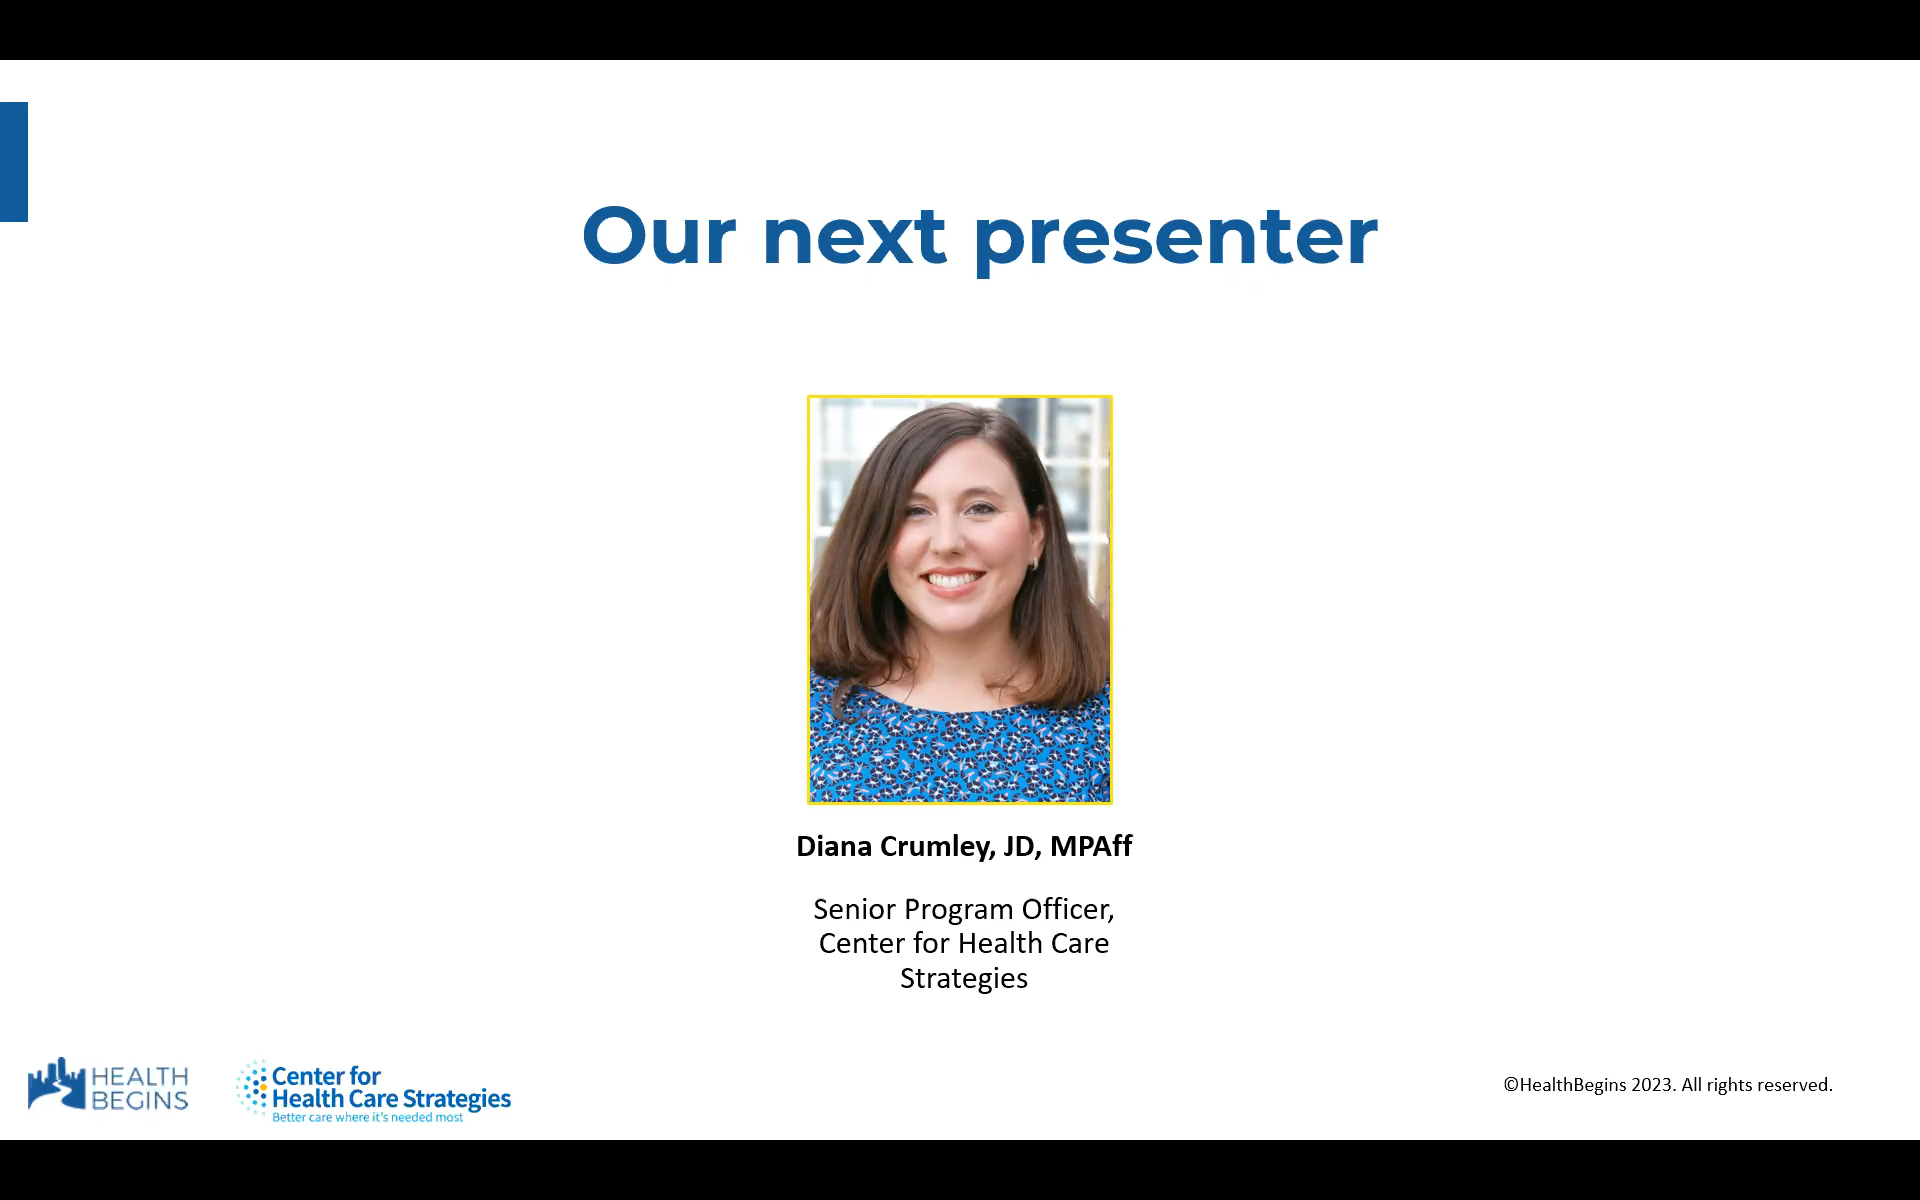 Our next presenter
Diana Crumley, JD, MPAff
Senior Program Officer,
Center for Health Care
Strategies
HEALTH
BEGINS
Center for
Health Care Strategies
Better care where it's needed most
©HealthBegins 2023. All rights reserved.